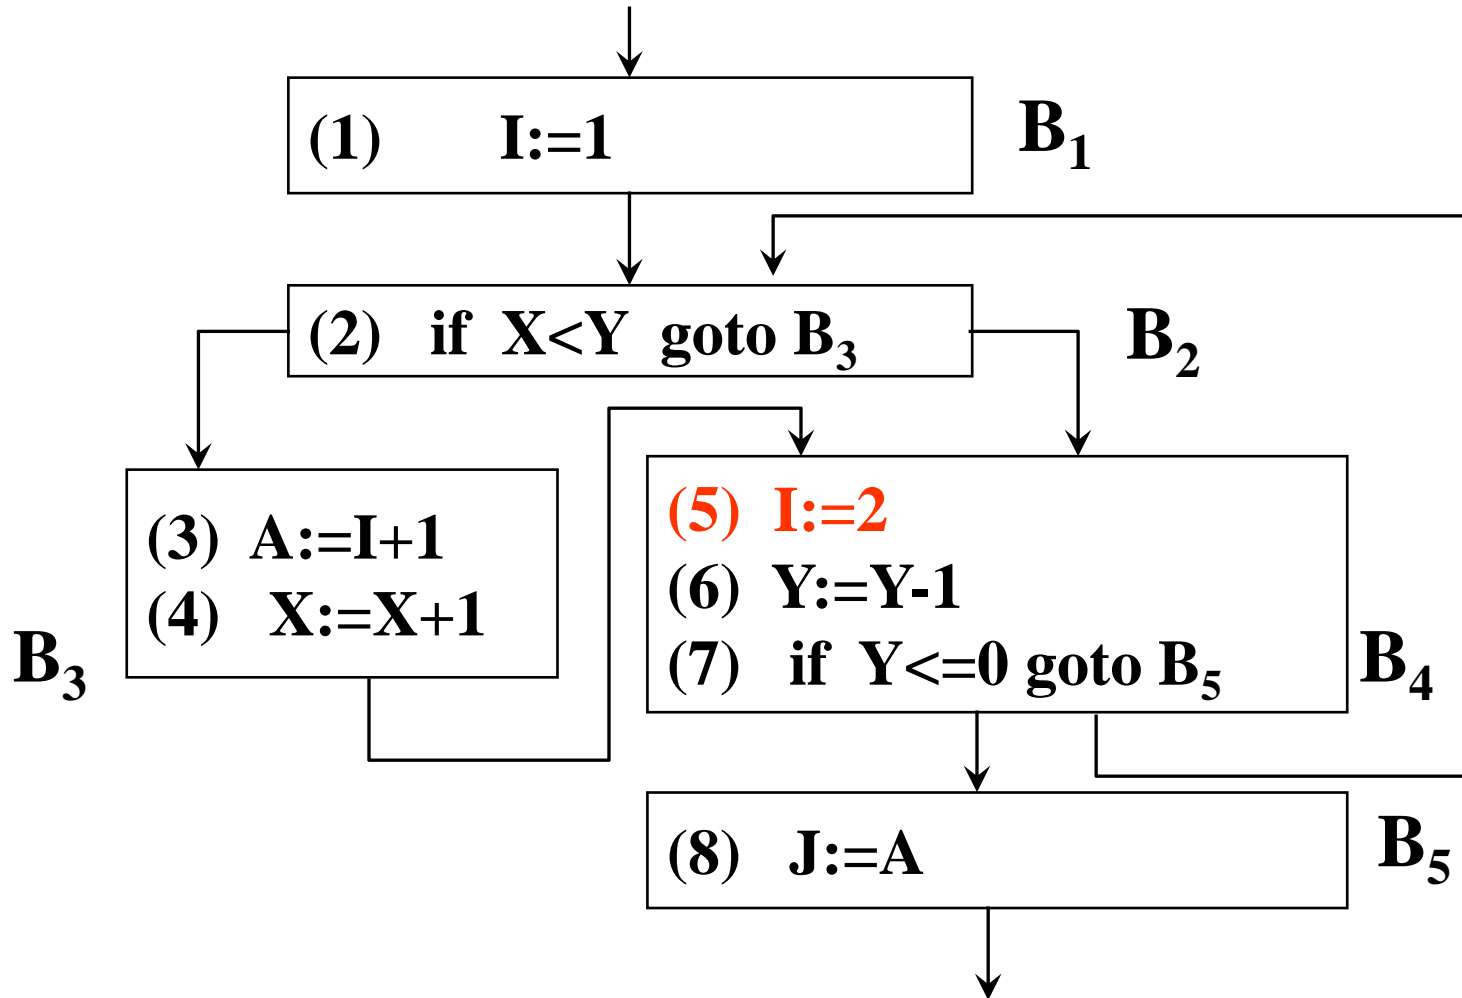 (1) I:=1
B₁
(2) if X<Y goto B₃
B₂
(3) A:=I+1
(4) X:=X+1
B₃
(5) I:=2
(6) Y:=Y-1
(7) if Y<=0 goto B₅
B₄
(8) J:=A
B₅